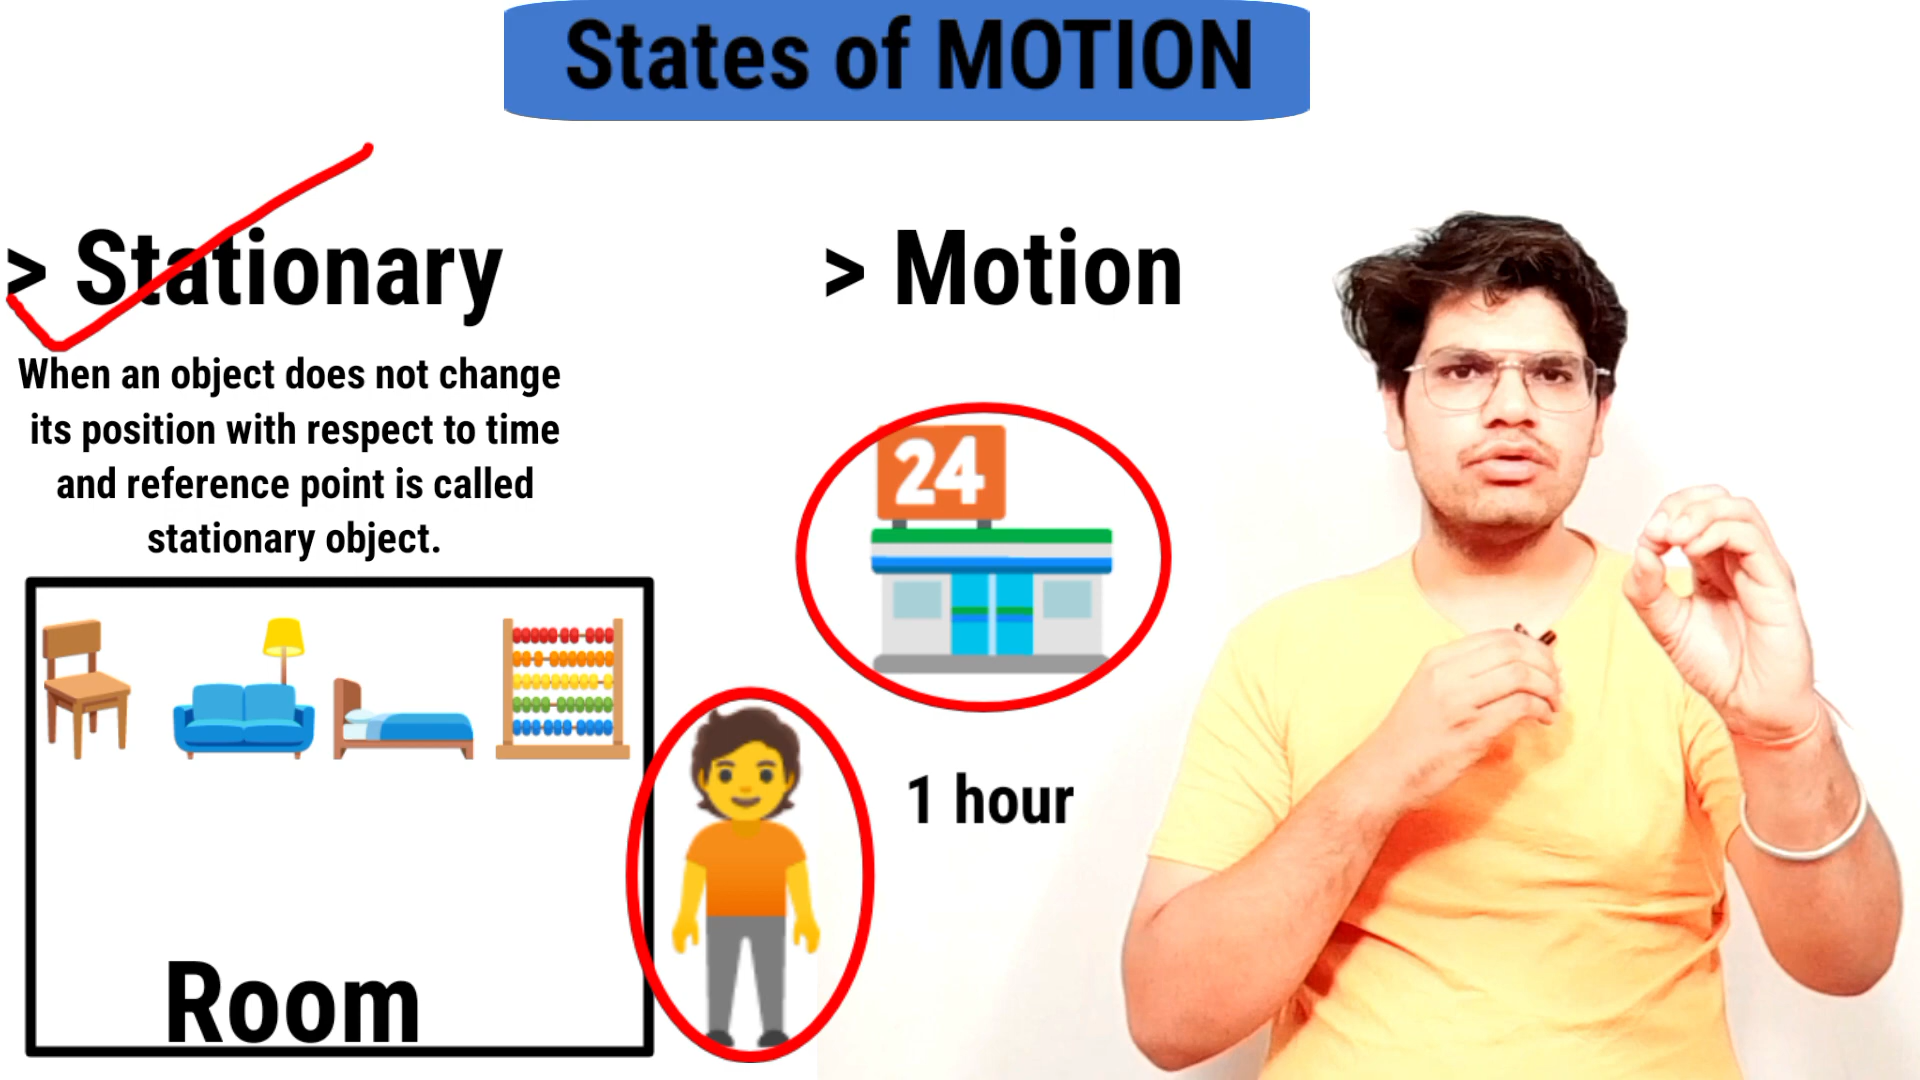 States of MOTION
> Stationary
When an object does not change
its position with respect to time
and reference point is called
stationary object.
Room
> Motion
24
1 hour